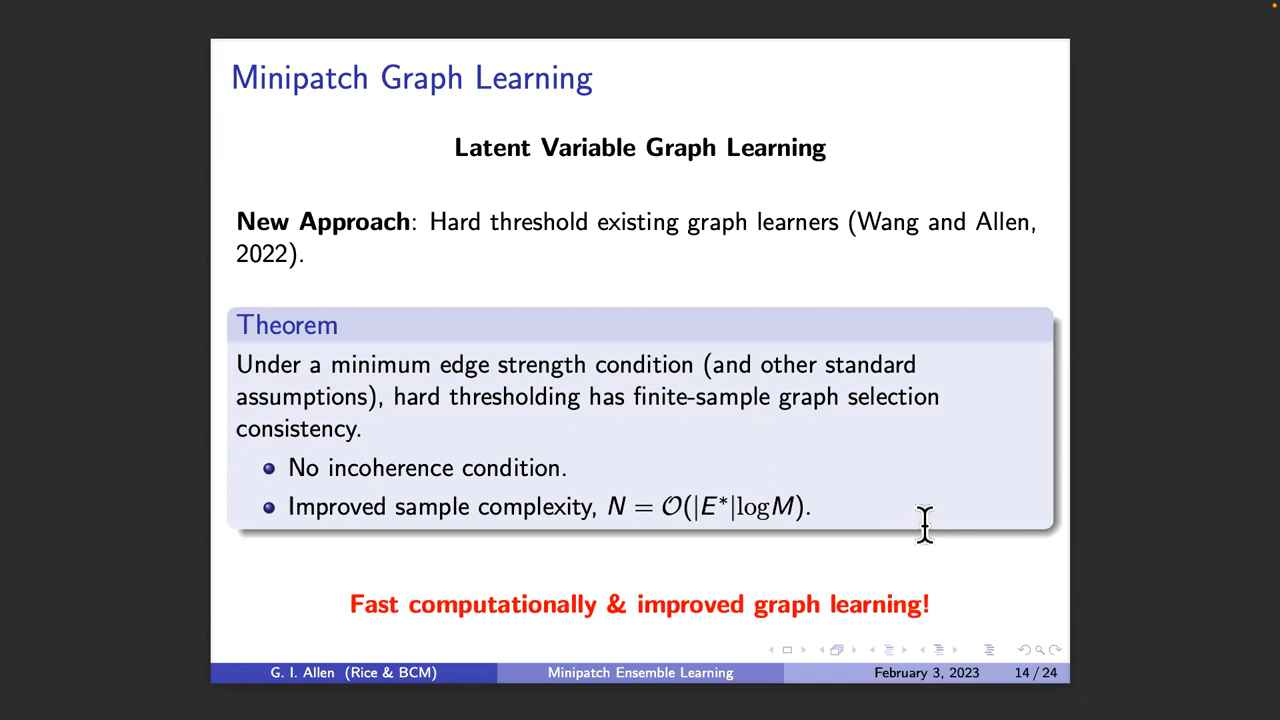 Minipatch Graph Learning
Latent Variable Graph Learning
New Approach: Hard threshold existing graph learners (Wang and Allen,
2022).
Theorem
Under a minimum edge strength condition (and other standard
assumptions), hard thresholding has finite-sample graph selection
consistency.
No incoherence condition.
Improved sample complexity, N = O(|E*|logM).
Fast computationally & improved graph learning!
G. I. Allen (Rice & BCM) Minipatch Ensemble Learning February 3, 2023 14 / 24